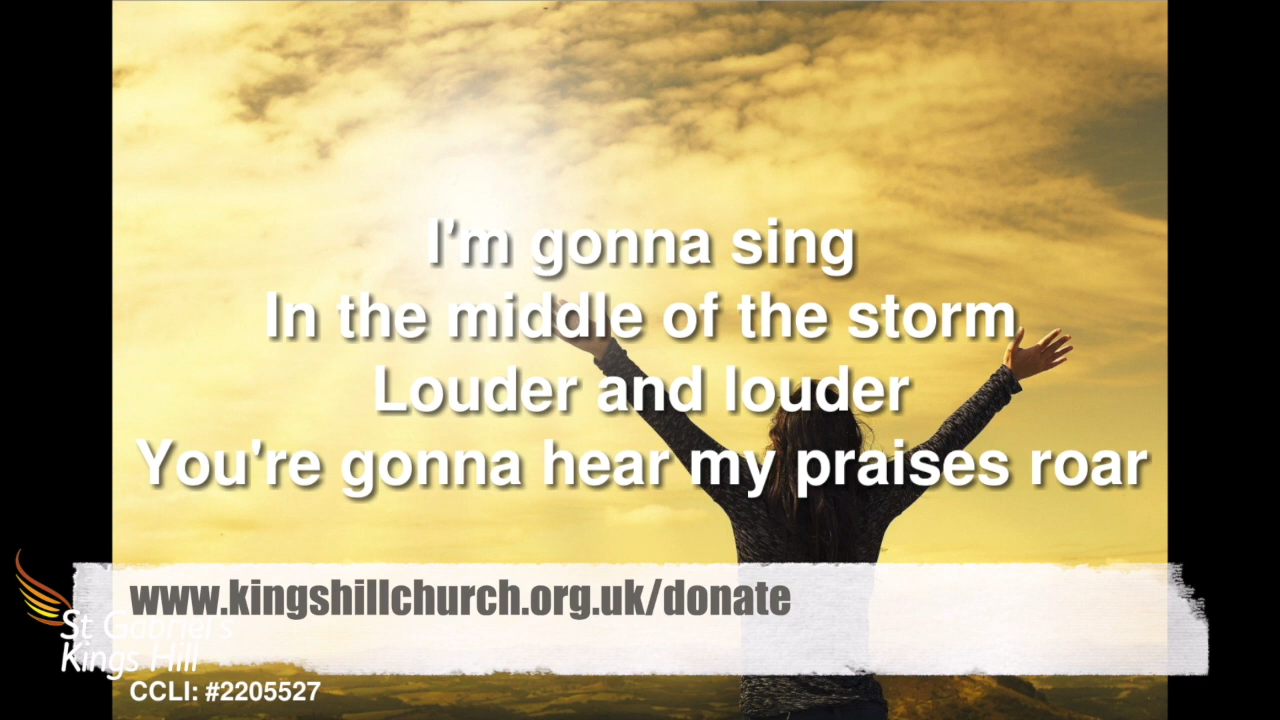 I'm gonna sing
In the middle of the storm
Louder and louder
You're gonna hear my praises roar
www.kingshillchurch.org.uk/donate
St Gabriel's
Kings Hill
CCLI: #2205527